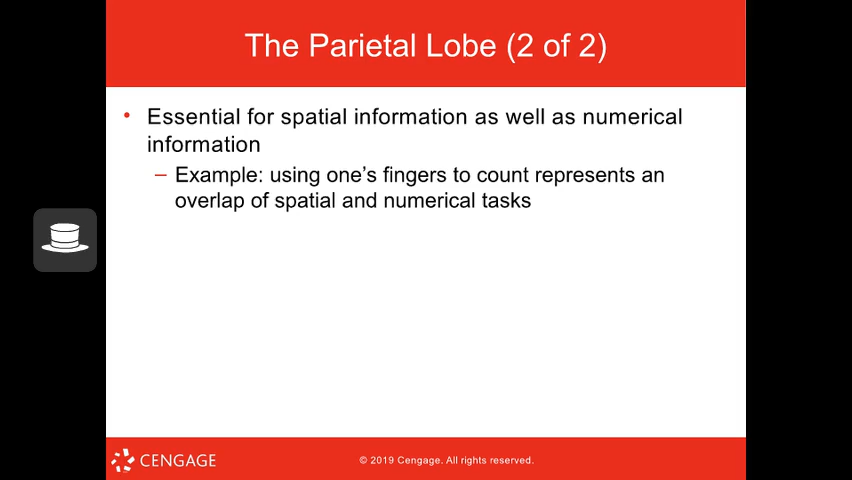 The Parietal Lobe (2 of 2)
• Essential for spatial information as well as numerical
information
– Example: using one’s fingers to count represents an
overlap of spatial and numerical tasks
CENGAGE
© 2019 Cengage. All rights reserved.